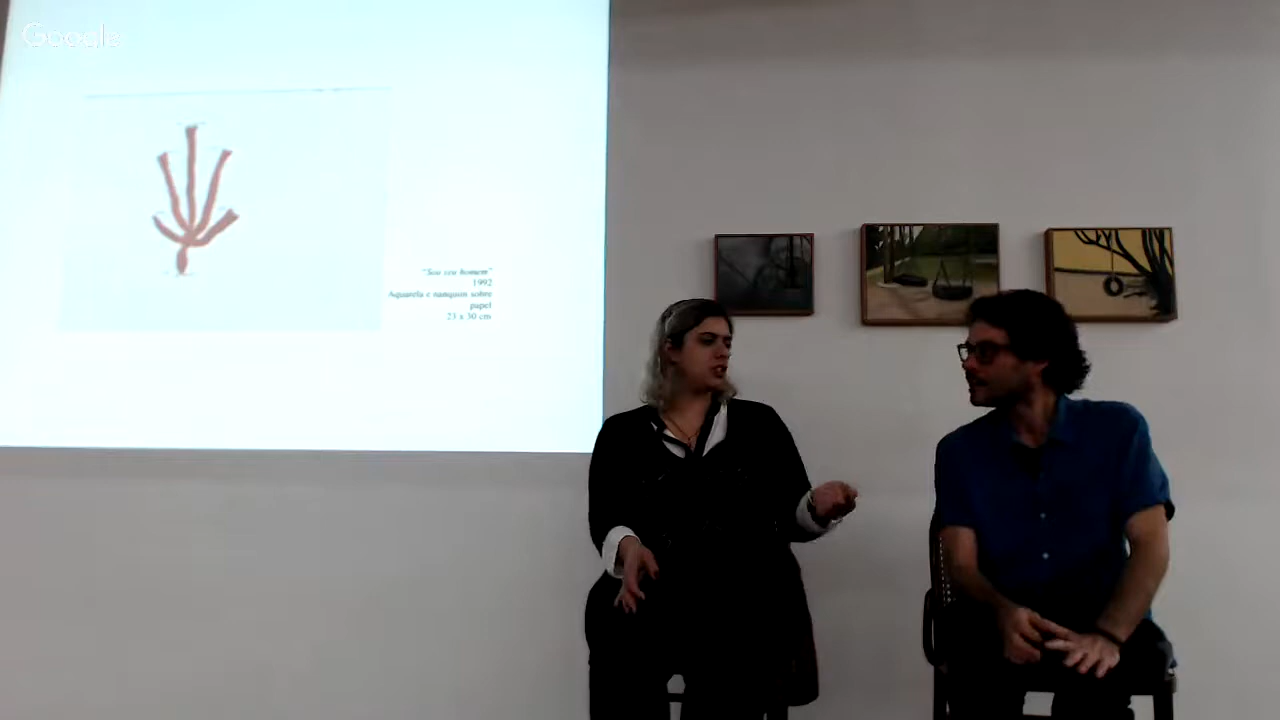 Google
"Sou seu homem"
1992
Aquarela e nanquim sobre
papel
23 x 30 cm